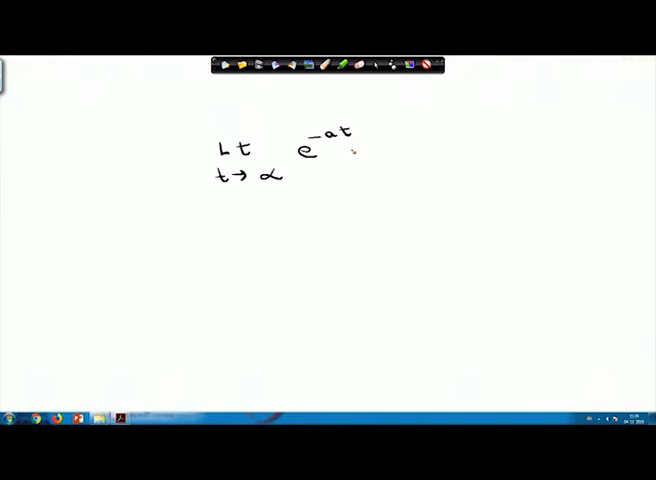 Lt e^{-at}
t → ∝